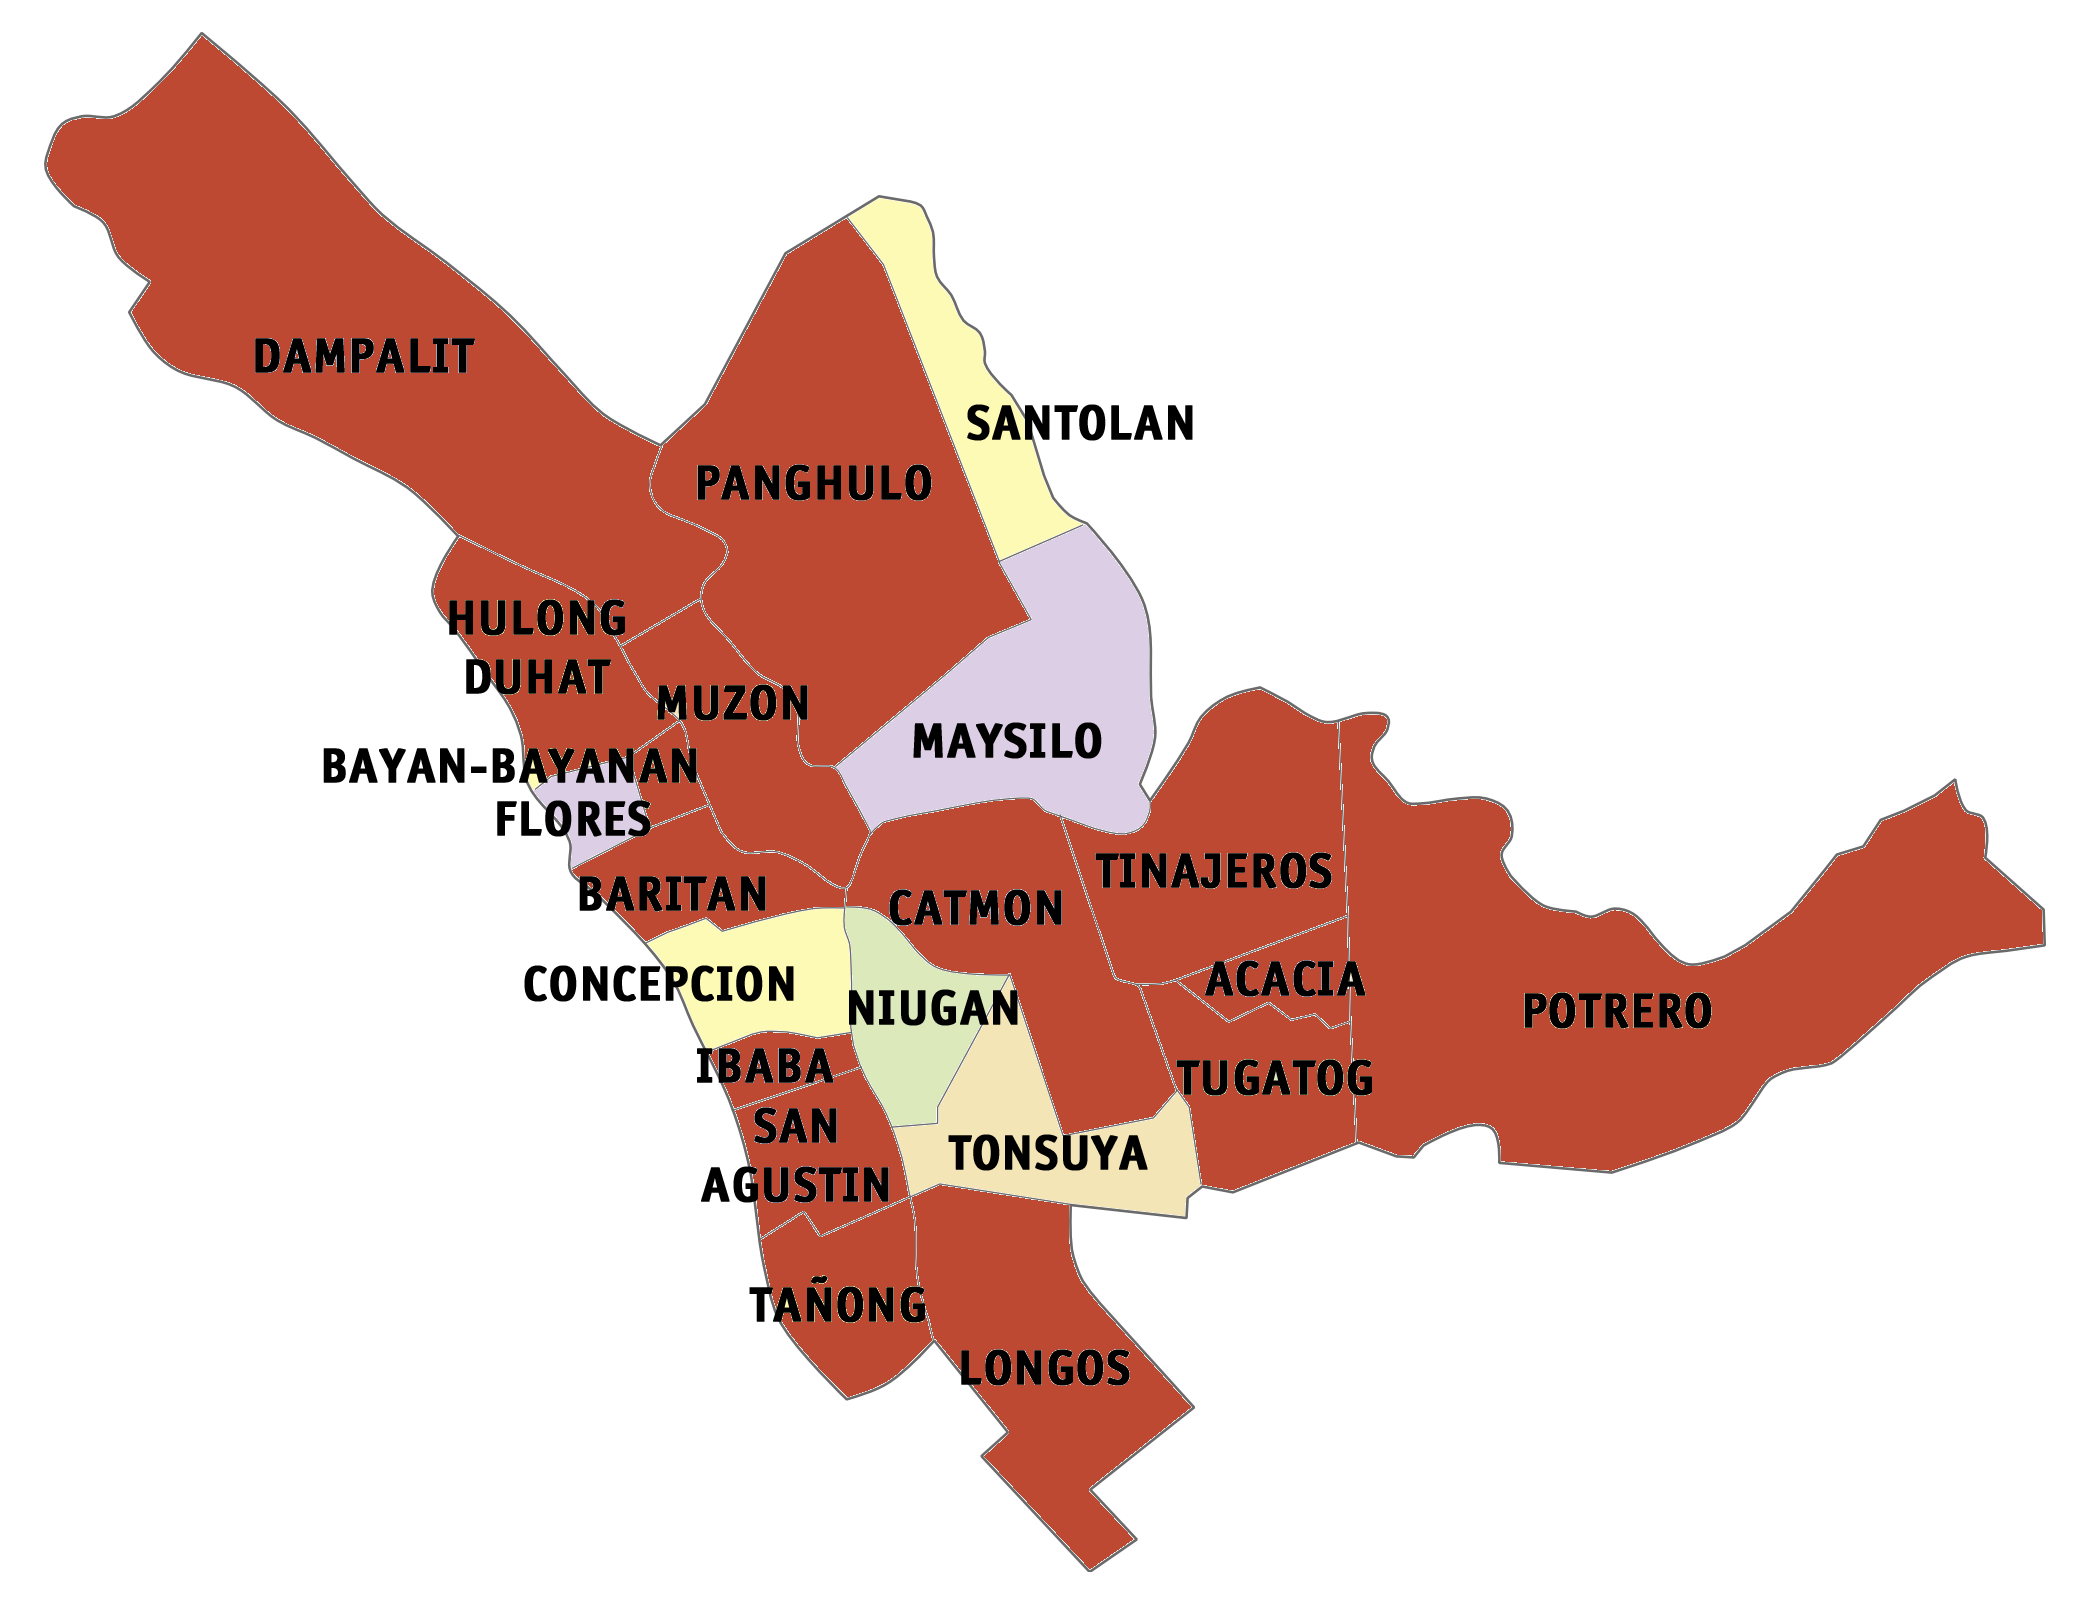 DAMPALIT
SANTOLAN
PANGHULO
HULONG
DUHAT
MUZON
MAYSILO
BAYAN-BAYANAN
FLORES
TINAJEROS
BARITAN
CATMON
ACACIA
CONCEPCION
NIUGAN
POTRERO
IBABA
TUGATOG
SAN
AGUSTIN
TONSUYA
TAÑONG
LONGOS